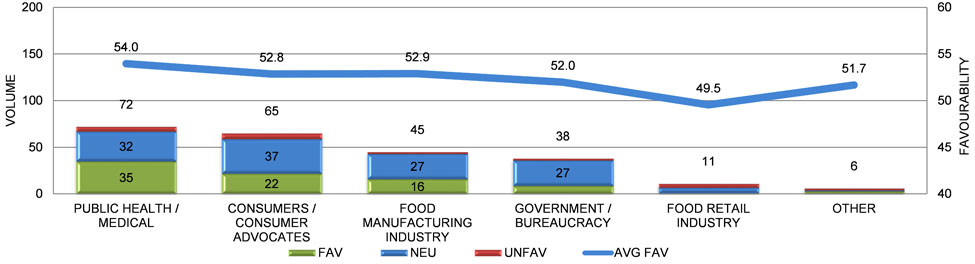 200
150
100
50
0
VOLUME
60
55
50
45
40
FAVOURABILITY
54.0
52.8
52.9
52.0
49.5
51.7
72
65
45
38
11
6
32
37
27
27
35
22
16
PUBLIC HEALTH /
MEDICAL
CONSUMERS /
CONSUMER
ADVOCATES
FOOD
MANUFACTURING
INDUSTRY
GOVERNMENT /
BUREAUCRACY
FOOD RETAIL
INDUSTRY
OTHER
FAV
NEU
UNFAV
AVG FAV